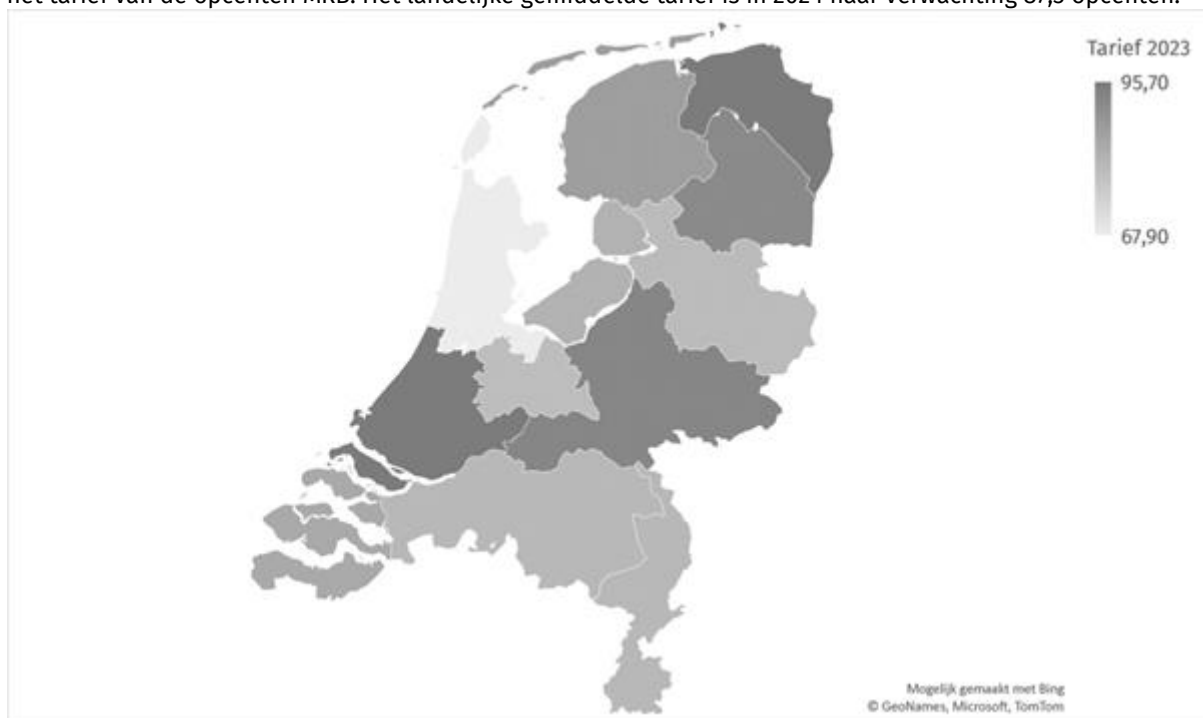 het tarief van de opcenten MRB. Het landelijke gemiddelde tarief is in 2024 naar verwachting 87,5 opcenten.
Tarief 2023
95,70
67,90
Mogelijk gemaakt met Bing
© GeoNames, Microsoft, TomTom